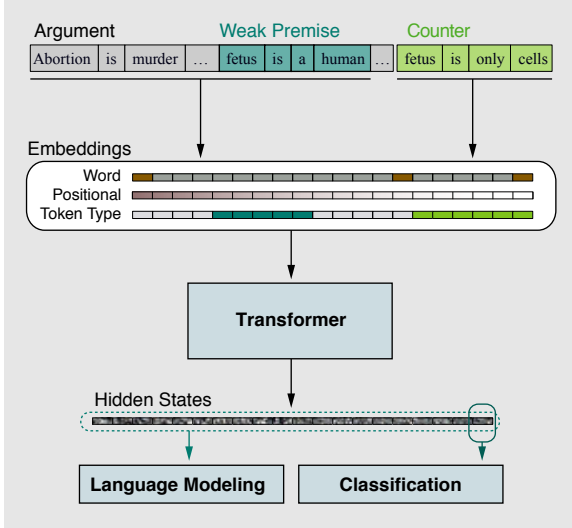 Argument Weak Premise Counter
Abortion is murder … fetus is a human … fetus is only cells
Embeddings
Word
Positional
Token Type
Transformer
Hidden States
Language Modeling Classification